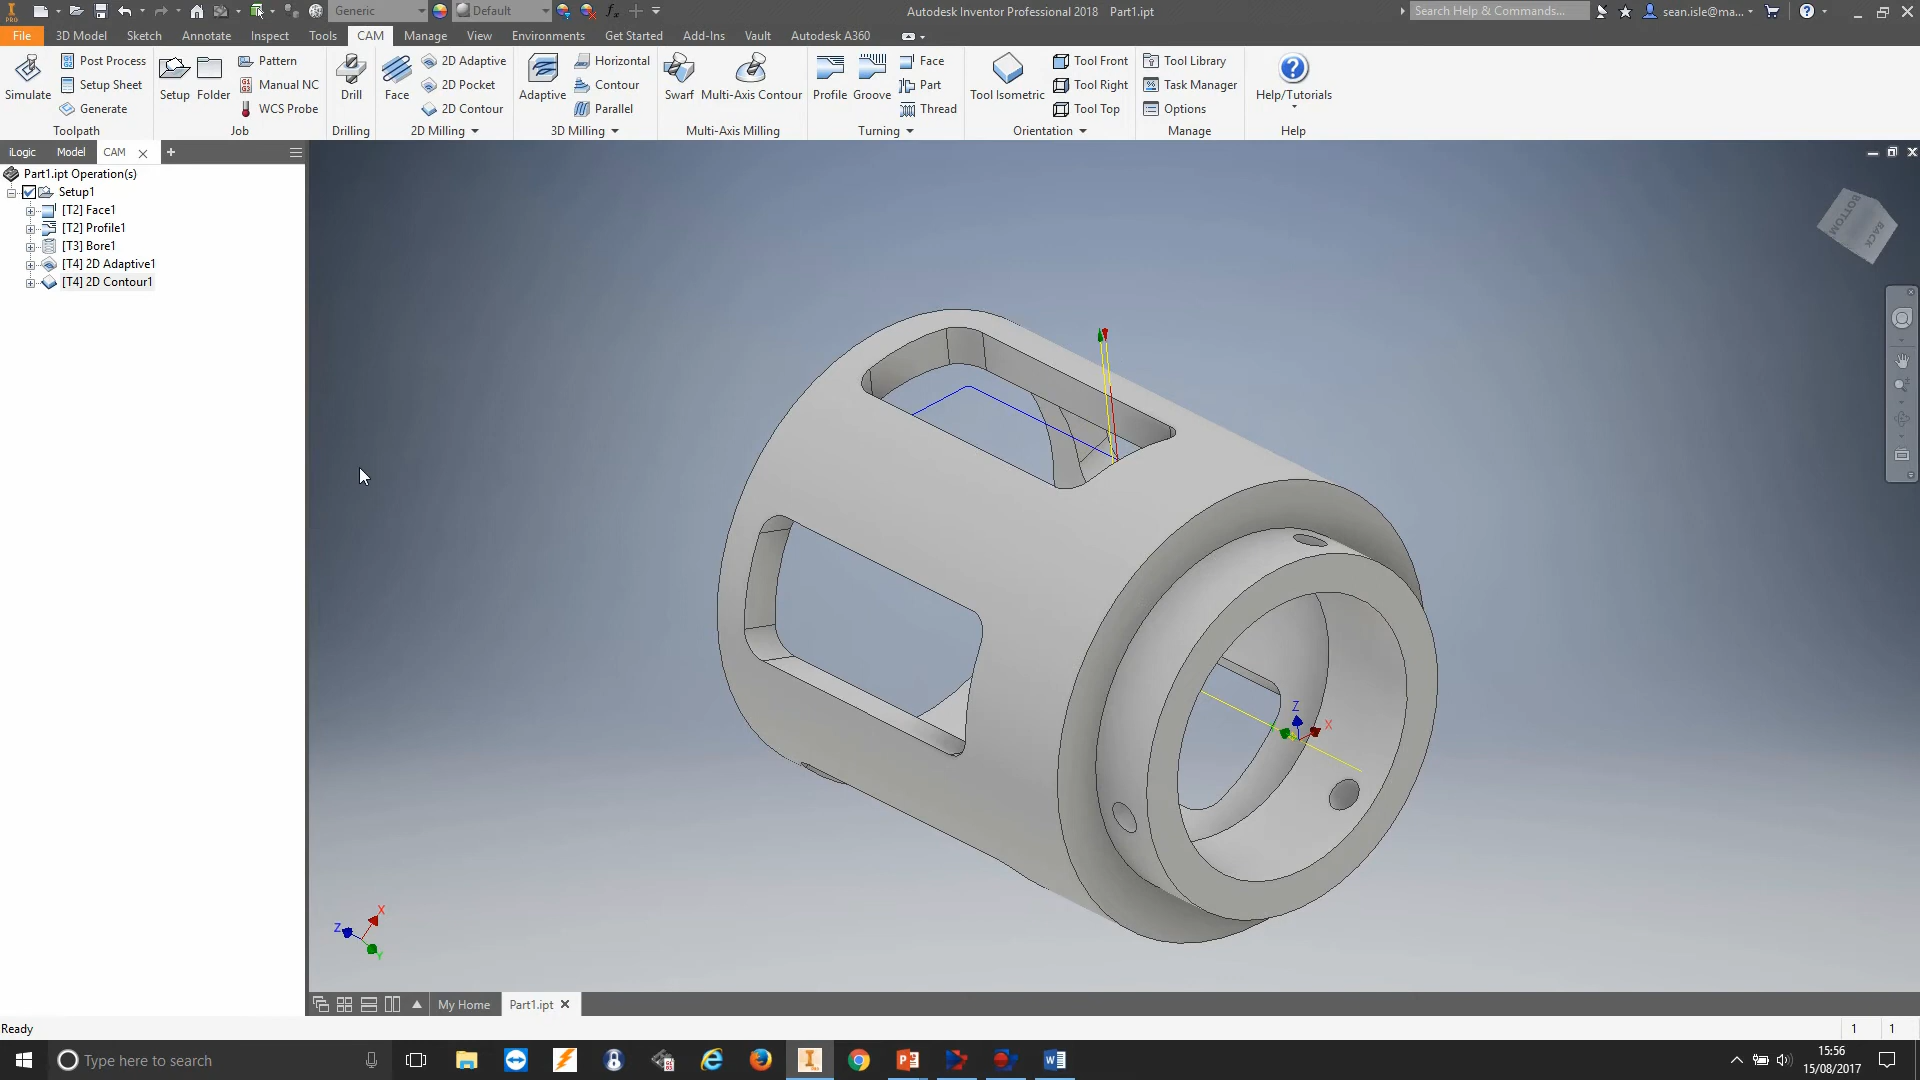 PRO
Generic
Default
fx
Autodesk Inventor Professional 2018 Part1.ipt
Search Help & Commands...
sean.isle@ma...
File 3D Model Sketch Annotate Inspect Tools CAM Manage View Environments Get Started Add-Ins Vault Autodesk A360
Simulate
Post Process
Setup Sheet
Generate
Toolpath
Setup Folder
Pattern
Manual NC
WCS Probe
Job
Drill
Drilling
Face
2D Adaptive
2D Pocket
2D Contour
2D Milling
Adaptive
Horizontal
Contour
Parallel
3D Milling
Swarf Multi-Axis Contour
Multi-Axis Milling
Profile Groove
Face
Part
Thread
Turning
Tool Isometric
Tool Front
Tool Right
Tool Top
Orientation
Tool Library
Task Manager
Options
Manage
Help/Tutorials
Help
iLogic Model CAM
Part1.ipt Operation(s)
Setup1
[T2] Face1
[T2] Profile1
[T3] Bore1
[T4] 2D Adaptive1
[T4] 2D Contour1
BOTTOM
BACK
Z
X
X
Z
Y
My Home Part1.ipt
Ready
1 1
Type here to search
15:56
15/08/2017